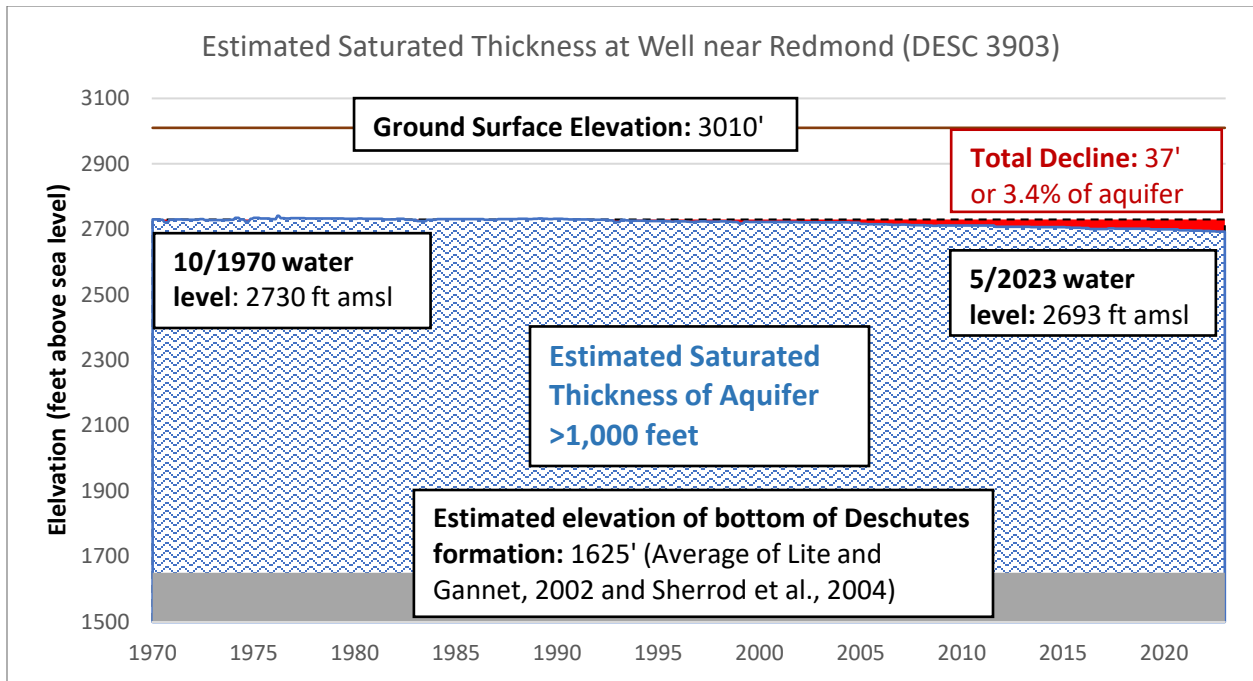 Estimated Saturated Thickness at Well near Redmond (DESC 3903)
Elelvation (feet above sea level)
3100
2900
2700
2500
2300
2100
1900
1700
1500
Ground Surface Elevation: 3010'
Total Decline: 37'
or 3.4% of aquifer
10/1970 water
level: 2730 ft amsl
5/2023 water
level: 2693 ft amsl
Estimated Saturated
Thickness of Aquifer
>1,000 feet
Estimated elevation of bottom of Deschutes
formation: 1625' (Average of Lite and
Gannet, 2002 and Sherrod et al., 2004)
1970 1975 1980 1985 1990 1995 2000 2005 2010 2015 2020